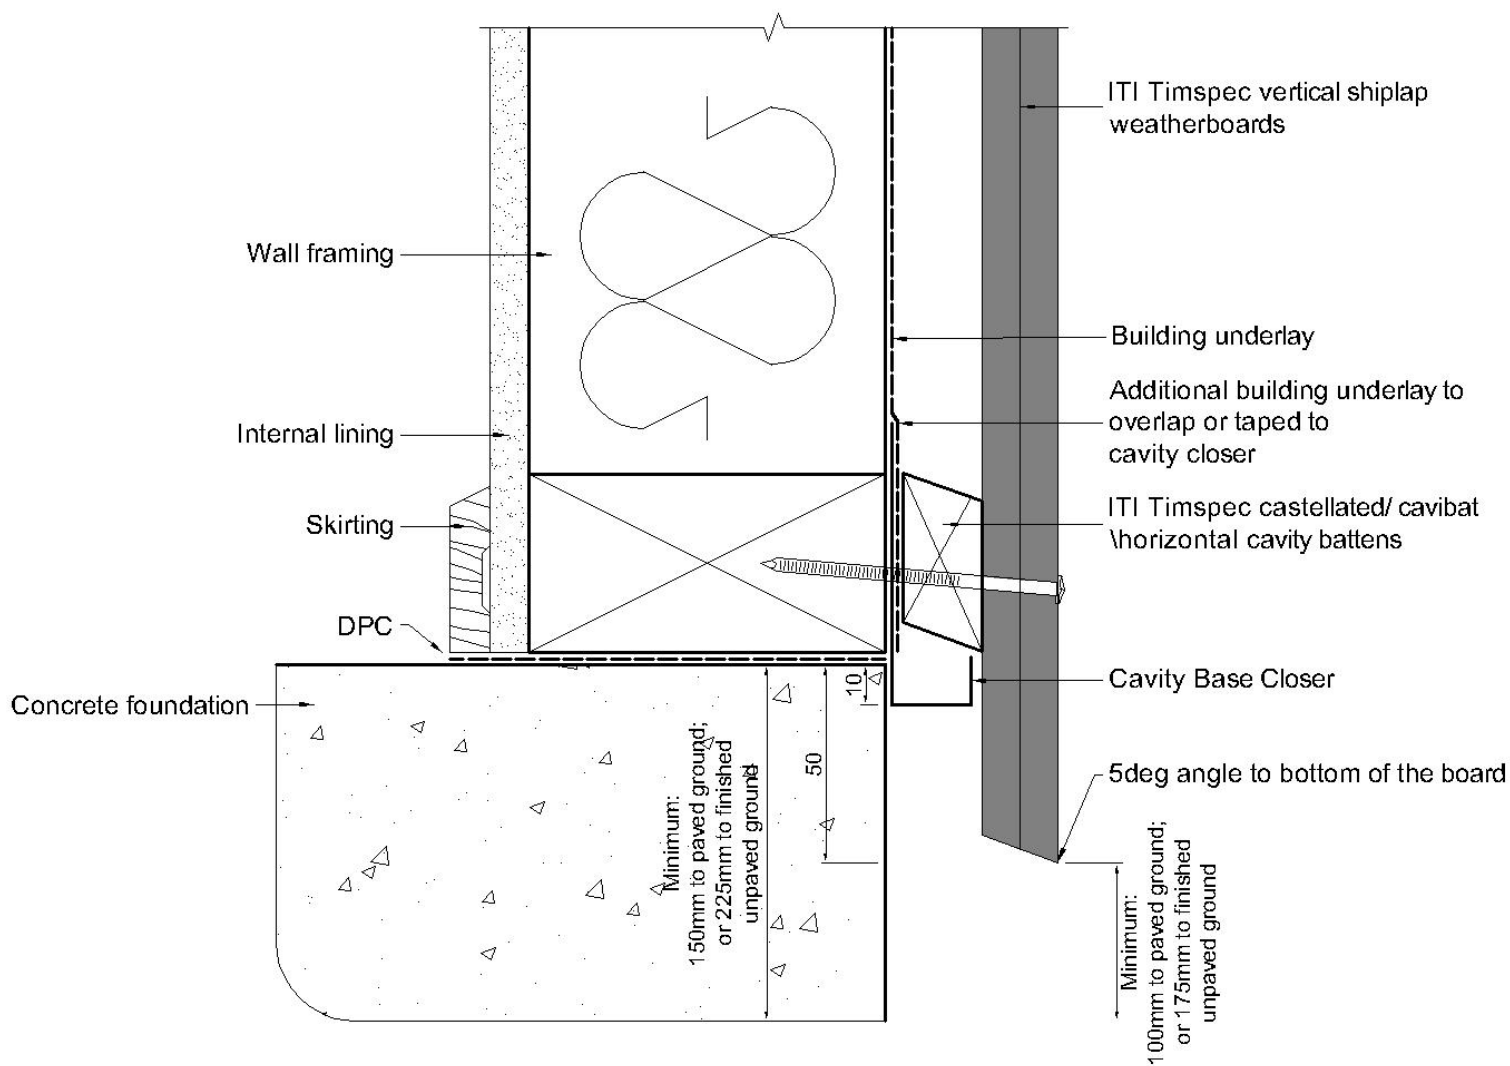 ITI Timspec vertical shiplap
weatherboards
Wall framing
Building underlay
Additional building underlay to
overlap or taped to
cavity closer
Internal lining
ITI Timspec castellated/ cavibat
\horizontal cavity battens
Skirting
DPC
Cavity Base Closer
Concrete foundation
10
50
5deg angle to bottom of the board
Minimum:
150mm to paved ground;
or 225mm to finished
unpaved ground
Minimum:
100mm to paved ground;
or 175mm to finished
unpaved ground